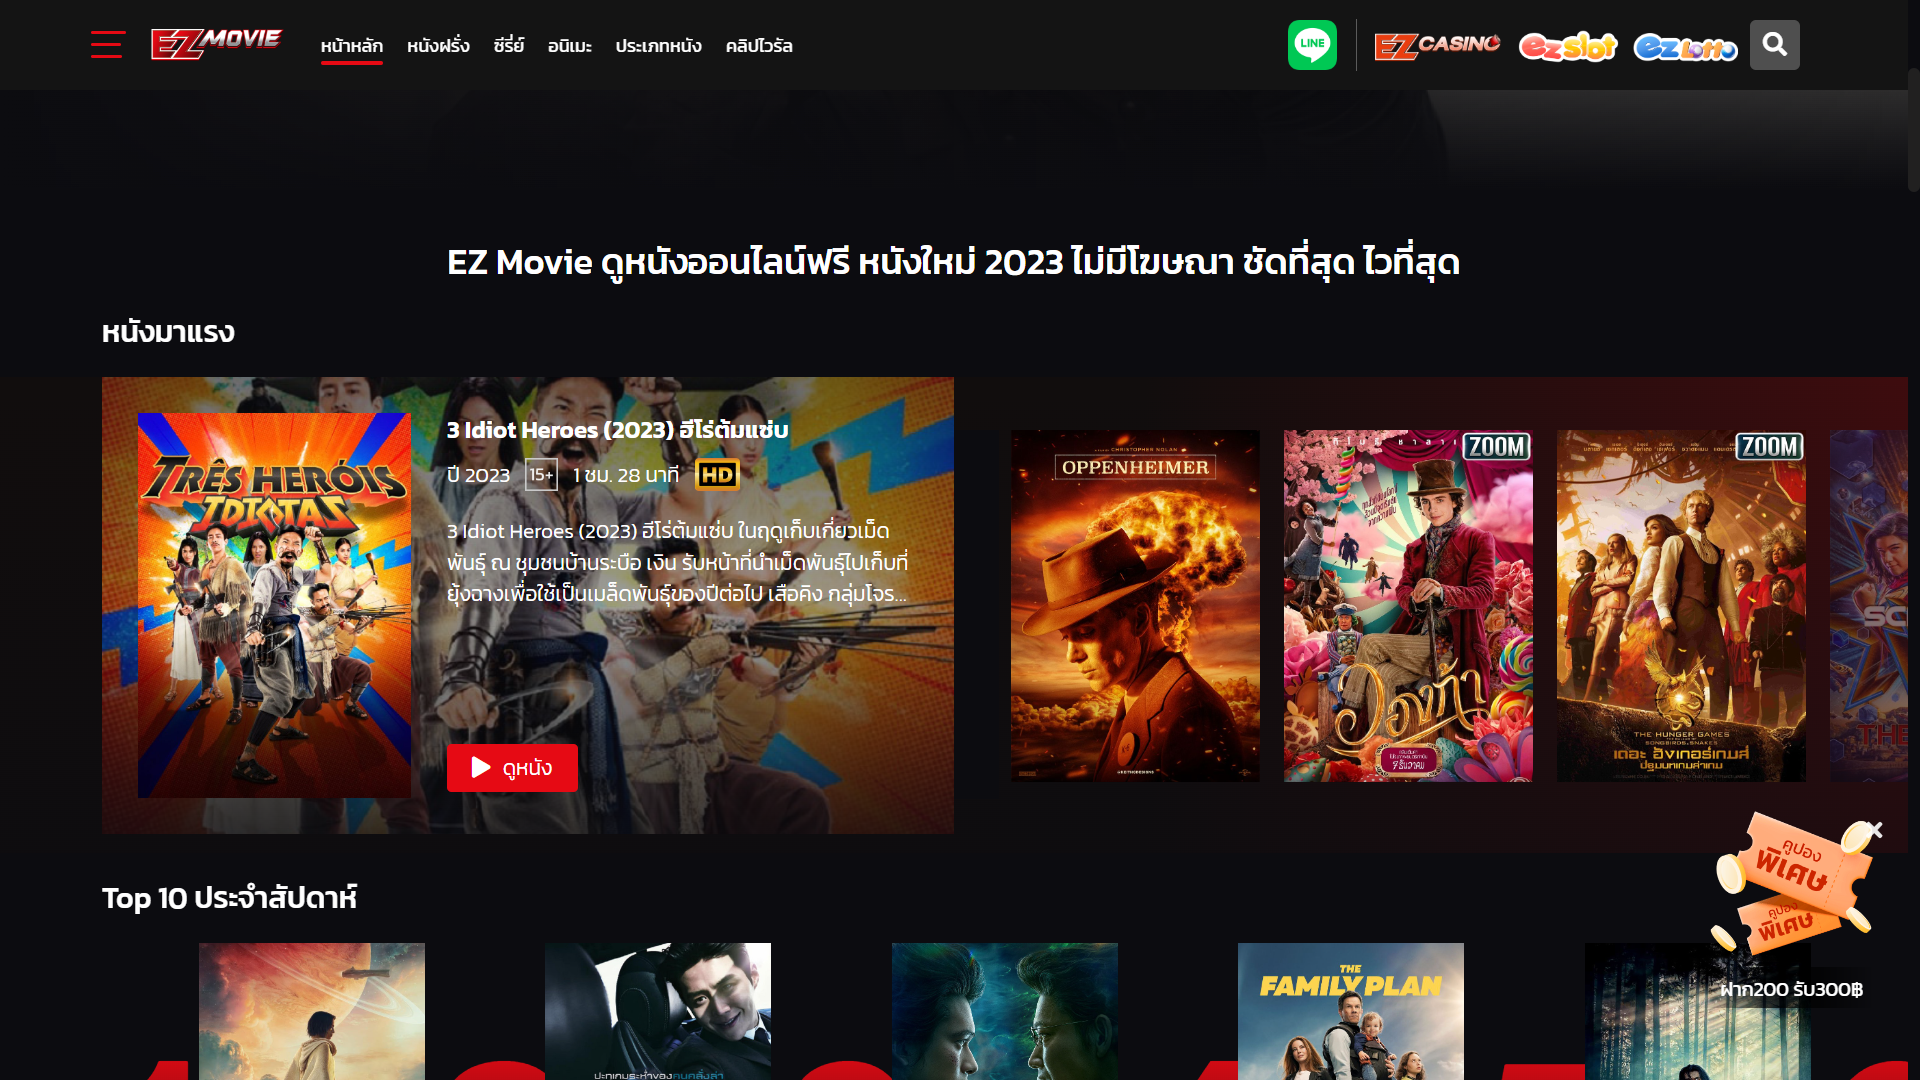 EZ MOVIE
หน้าหลัก
หนังฝรั่ง
ซีรี่ย์
อนิเมะ
ประเภทหนัง
คลิปไวรัล
LINE
EZ CASINO
ezslot
ezLotto
EZ Movie ดูหนังออนไลน์ฟรี หนังใหม่ 2023 ไม่มีโฆษณา ชัดที่สุด ไวที่สุด
หนังมาแรง
TRÊS HERÓIS
IDIOTAS
3 Idiot Heroes (2023) ฮีโร่ต้มแซ่บ
ปี 2023 15+ 1 ชม. 28 นาที HD
3 Idiot Heroes (2023) ฮีโร่ต้มแซ่บ ในฤดูเก็บเกี่ยวเม็ด
พันธุ์ ณ ชุมชนบ้านระบือ เงิน รับหน้าที่นำเม็ดพันธุ์ไปเก็บที่
ยุ้งฉางเพื่อใช้เป็นเมล็ดพันธุ์ของปีต่อไป เสือคิง กลุ่มโจร...
ดูหนัง
OPPENHEIMER
ZOOM
วองก้า
ZOOM
THE HUNGER GAMES
SONGBIRDS & SNAKES
เดอะ ฮังเกอร์เกมส์
ปฐมบทเกมล่าเกม
คูปอง
พิเศษ
คูปอง
พิเศษ
ฝาก200 รับ300฿
Top 10 ประจำสัปดาห์
THE
FAMILY PLAN